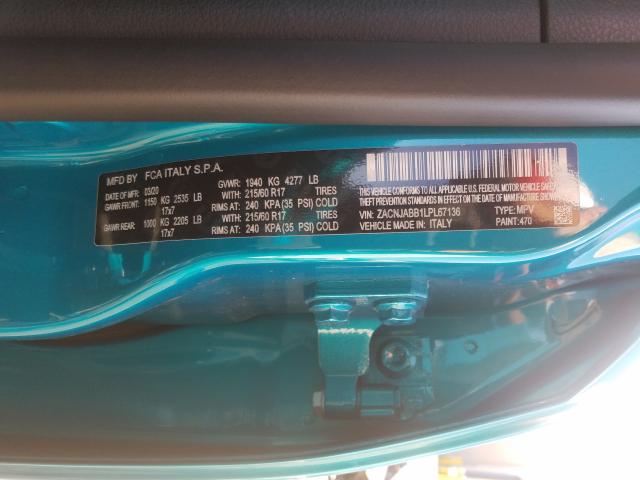 MFD BY: FCA ITALY S.P.A.
DATE OF MFD: 03/20 GVWR: 1940 KG 4277 LB
GAWR FRONT: 1150 KG 2535 LB WITH: 215/60 R17 TIRES
17x7 RIMS AT: 240 KPA(35 PSI) COLD
GAWR REAR: 1000 KG 2205 LB WITH: 215/60 R17 TIRES
17x7 RIMS AT: 240 KPA(35 PSI) COLD
THIS VEHICLE CONFORMS TO ALL APPLICABLE U.S. FEDERAL MOTOR VEHICLE SAFETY,
BUMPER AND THEFT PREVENTION STANDARDS IN EFFECT ON THE DATE OF MANUFACTURE SHOWN ABOVE
VIN: ZACNJABB1LPL67136 TYPE: MPV
VEHICLE MADE IN: ITALY PAINT: 470